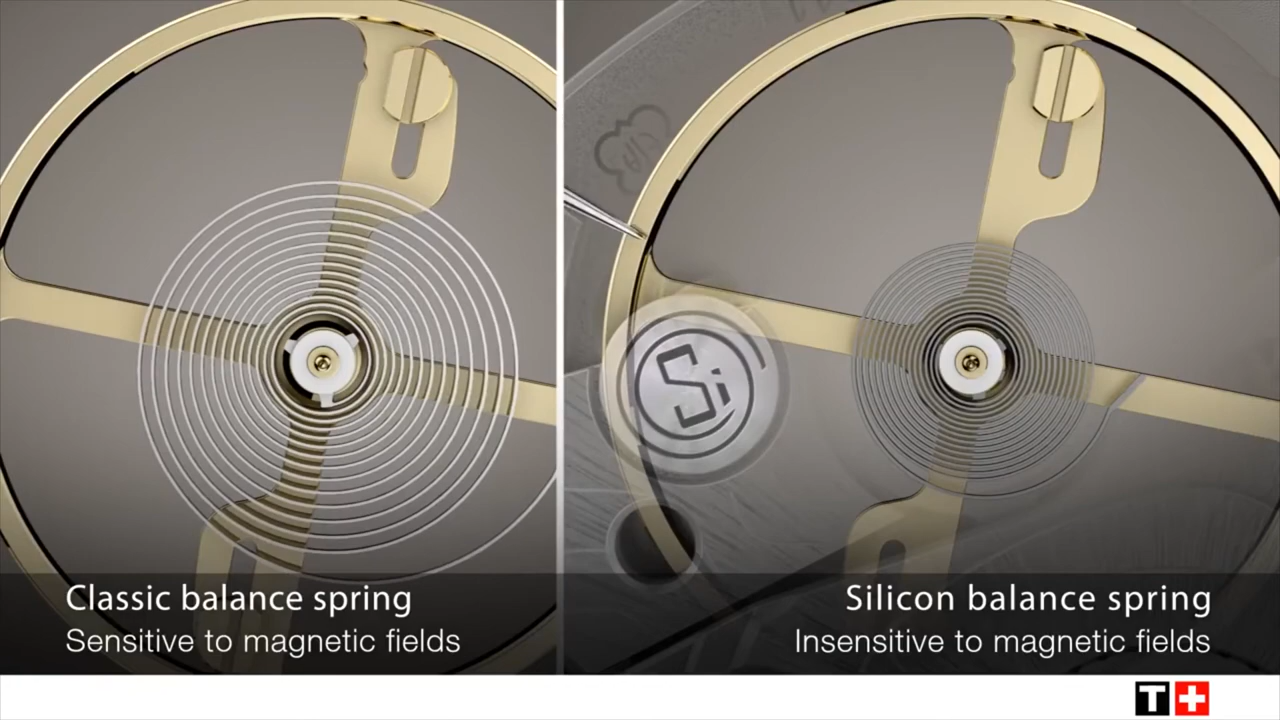 Si
Classic balance spring
Sensitive to magnetic fields
Silicon balance spring
Insensitive to magnetic fields
T+